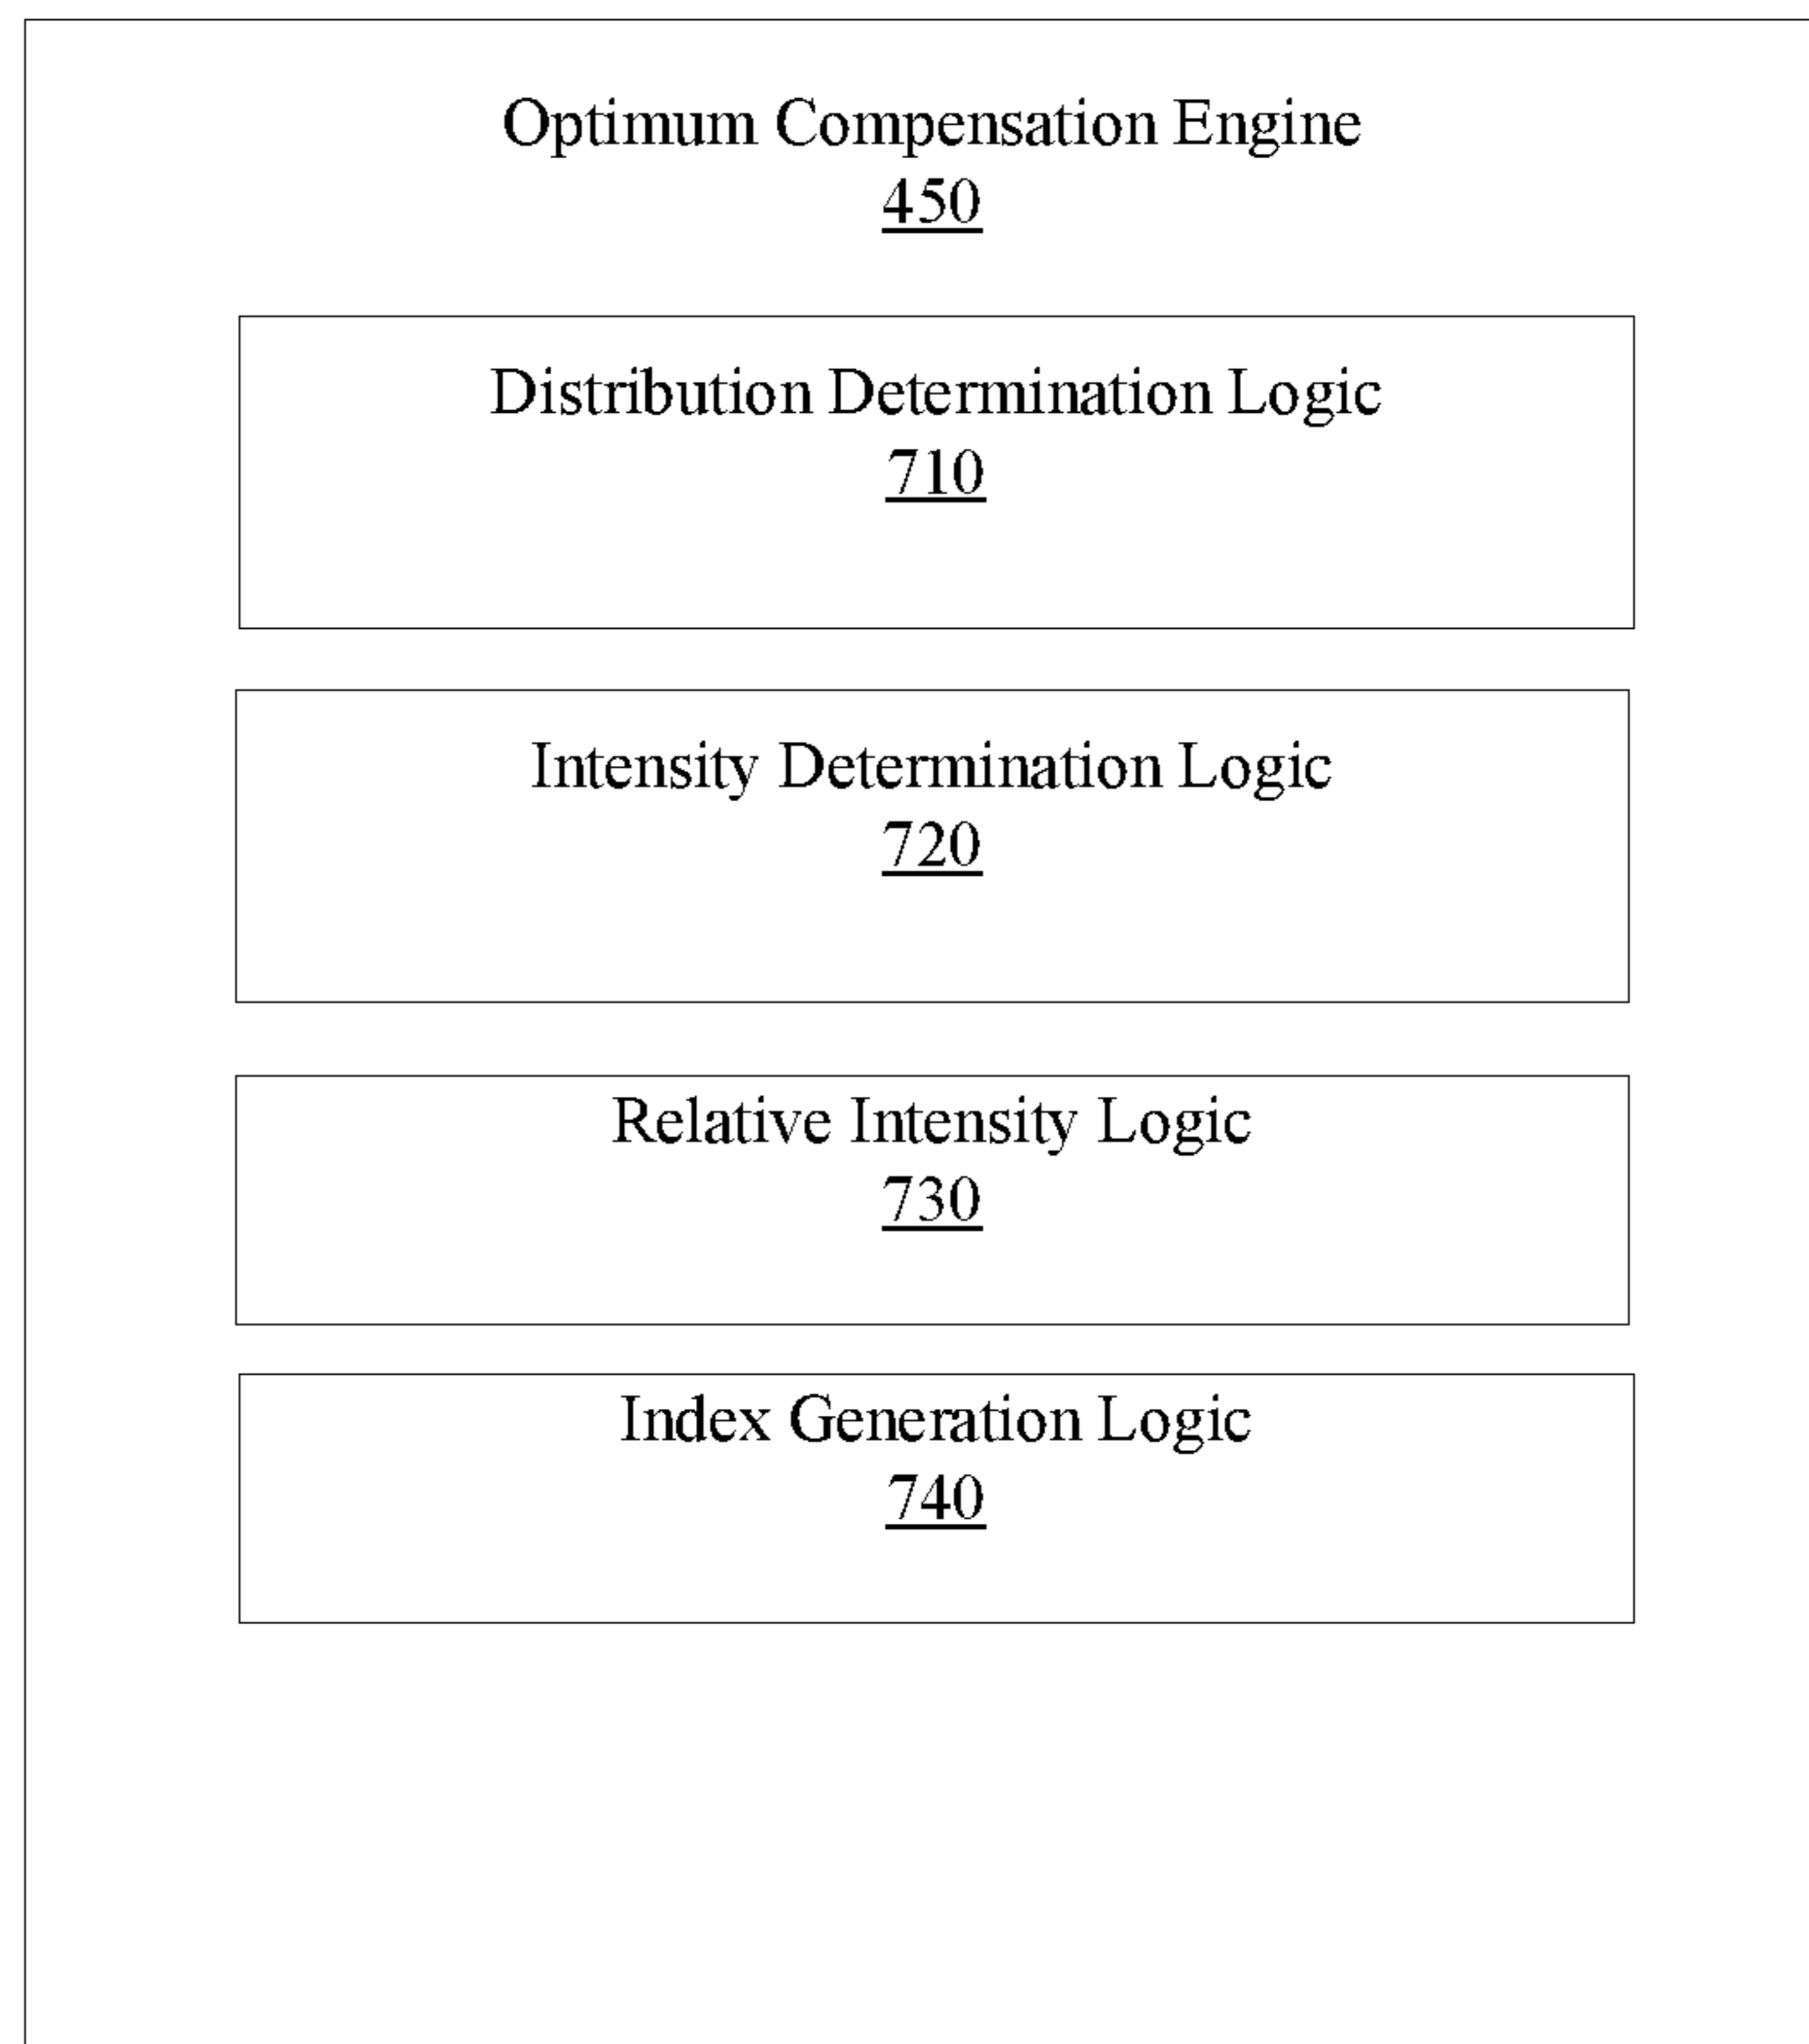 Optimum Compensation Engine
450
Distribution Determination Logic
710
Intensity Determination Logic
720
Relative Intensity Logic
730
Index Generation Logic
740